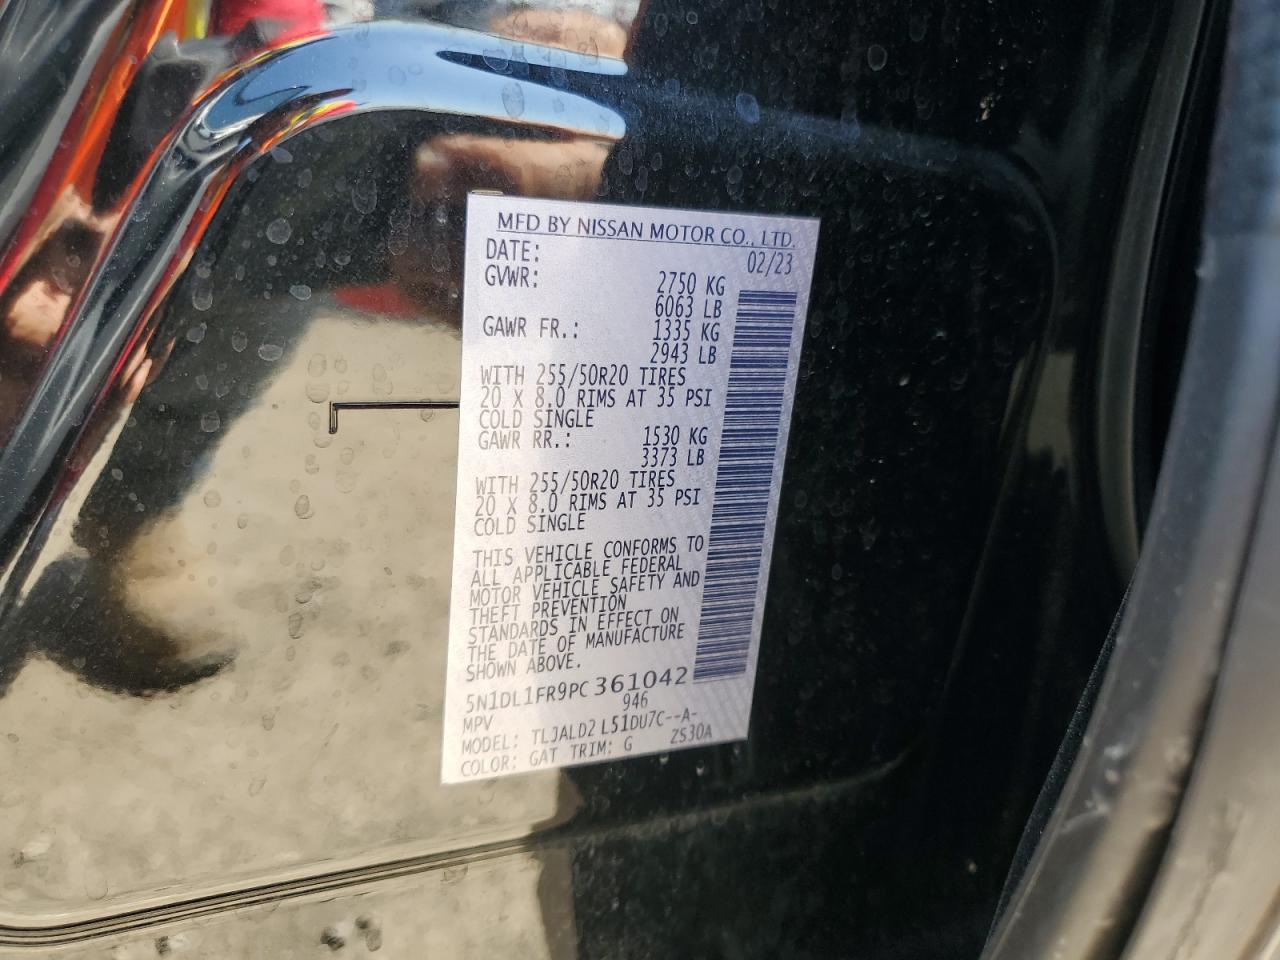 MFD BY NISSAN MOTOR CO., LTD.
DATE: 02/23
GVWR: 2750 KG
6063 LB
GAWR FR.: 1335 KG
2943 LB
WITH 255/50R20 TIRES
20 X 8.0 RIMS AT 35 PSI
COLD SINGLE
GAWR RR.: 1530 KG
3373 LB
WITH 255/50R20 TIRES
20 X 8.0 RIMS AT 35 PSI
COLD SINGLE
THIS VEHICLE CONFORMS TO
ALL APPLICABLE FEDERAL
MOTOR VEHICLE SAFETY AND
THEFT PREVENTION
STANDARDS IN EFFECT ON
THE DATE OF MANUFACTURE
SHOWN ABOVE.
5N1DL1FR9PC361042
MPV 946
MODEL: TLJALD2 L51DU7C--A-
COLOR: GAT TRIM: G ZS30A